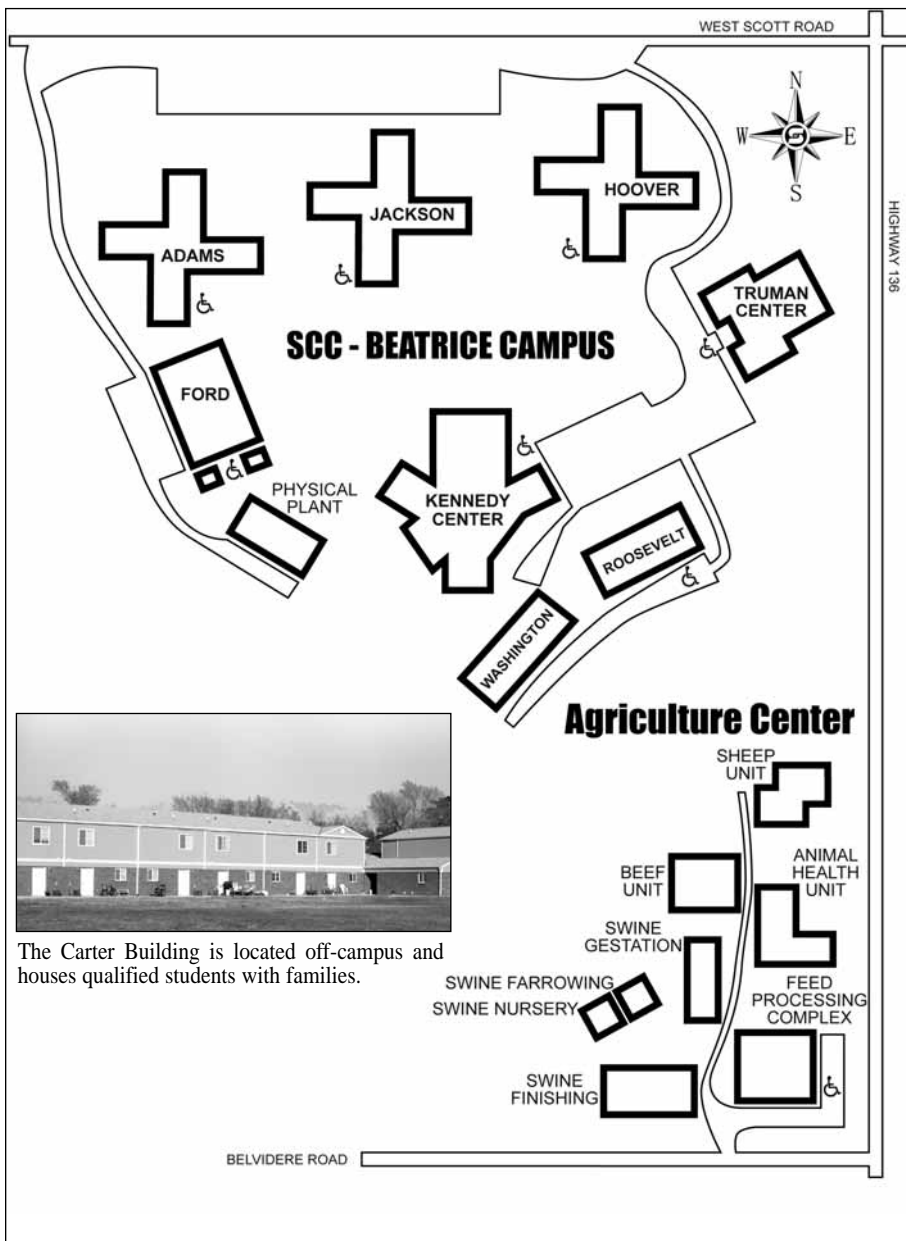 WEST SCOTT ROAD
N
W
E
S
HIGHWAY 136
HOOVER
JACKSON
ADAMS
TRUMAN
CENTER
SCC - BEATRICE CAMPUS
FORD
PHYSICAL
PLANT
KENNEDY
CENTER
ROOSEVELT
WASHINGTON
Agriculture Center
SHEEP
UNIT
BEEF
UNIT
ANIMAL
HEALTH
UNIT
SWINE
GESTATION
SWINE FARROWING
SWINE NURSERY
FEED
PROCESSING
COMPLEX
SWINE
FINISHING
The Carter Building is located off-campus and
houses qualified students with families.
BELVIDERE ROAD